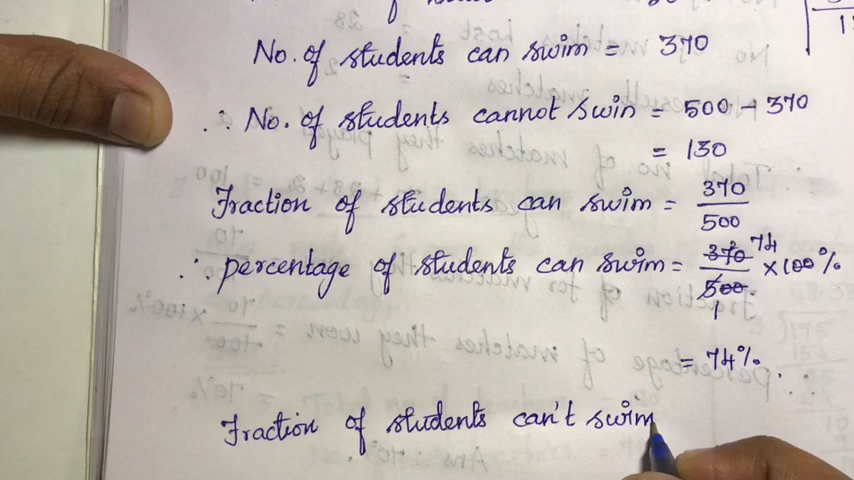 No. of students can swim = 370
∴ No. of students cannot swin = 500 - 370
= 130
Fraction of students can swim = 370/500
∴ percentage of students can swim = 370/500 74 1 × 100%
= 74%.
Fraction of students can't swim